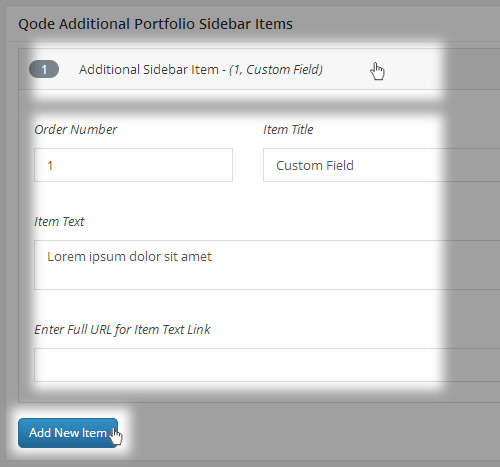 Qode Additional Portfolio Sidebar Items
1 Additional Sidebar Item - (1, Custom Field)
Order Number Item Title
1 Custom Field
Item Text
Lorem ipsum dolor sit amet
Enter Full URL for Item Text Link
Add New Item